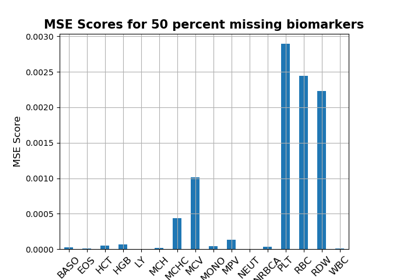 MSE Scores for 50 percent missing biomarkers
0.0030
0.0025
0.0020
0.0015
0.0010
0.0005
0.0000
MSE Score
BASO
EOS
HCT
HGB
LY
MCH
MCHC
MCV
MONO
MPV
NEUT
NRBCA
PLT
RBC
RDW
WBC